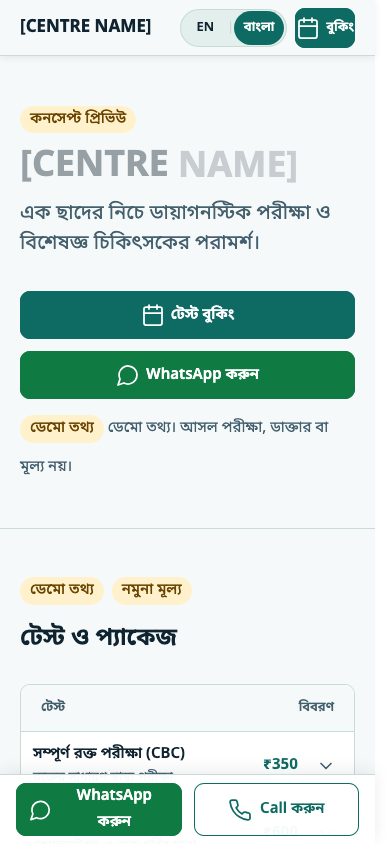 [CENTRE NAME]
EN
বাংলা
বুকিং
কনসেপ্ট প্রিভিউ
[CENTRE NAME]
এক ছাদের নিচে ডায়াগনস্টিক পরীক্ষা ও
বিশেষজ্ঞ চিকিৎসকের পরামর্শ।
টেস্ট বুকিং
WhatsApp করুন
ডেমো তথ্য ডেমো তথ্য। আসল পরীক্ষা, ডাক্তার বা
মূল্য নয়।
ডেমো তথ্য নমুনা মূল্য
টেস্ট ও প্যাকেজ
টেস্ট বিবরণ
সম্পূর্ণ রক্ত পরীক্ষা (CBC)
₹350
WhatsApp
করুন
Call করুন